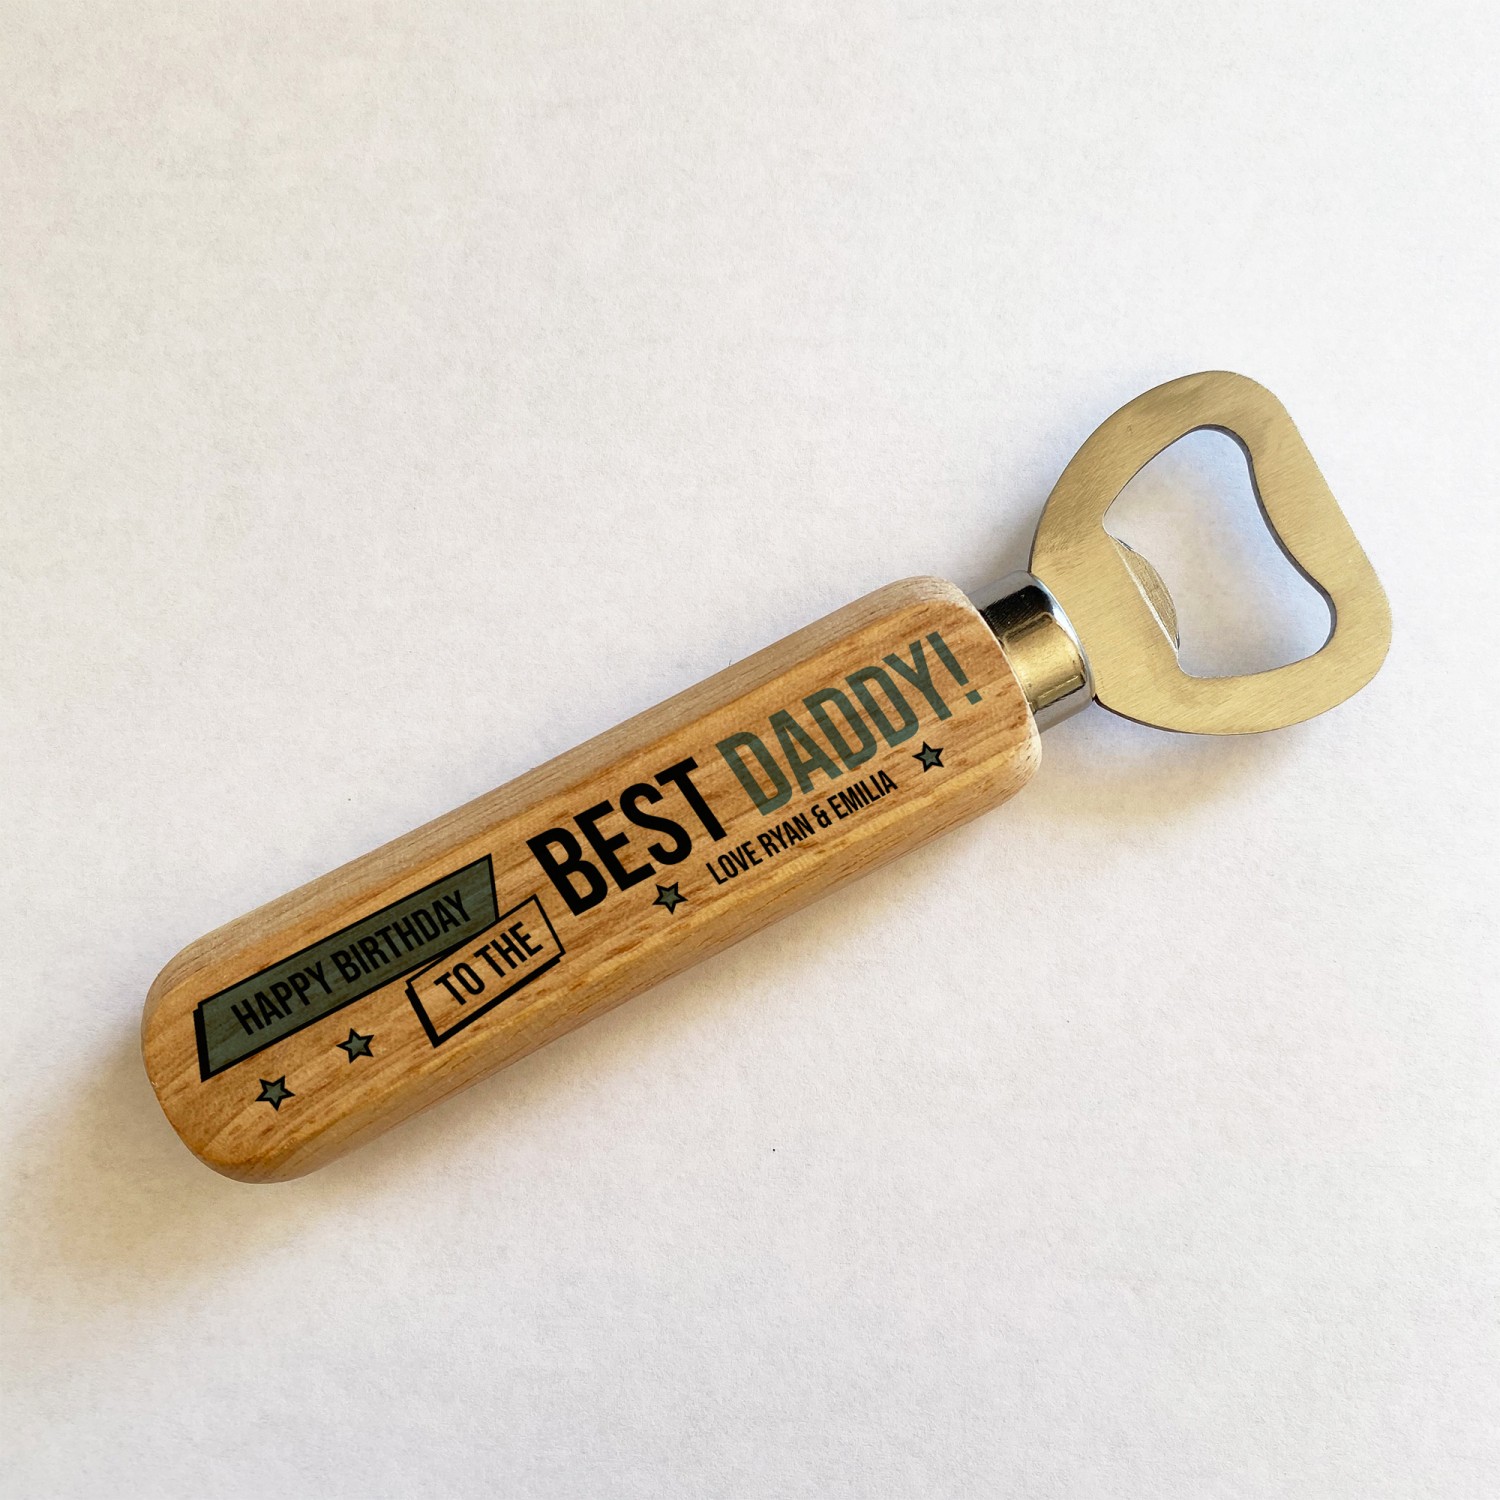 HAPPY BIRTHDAY
TO THE
BEST DADDY!
LOVE RYAN & EMILIA